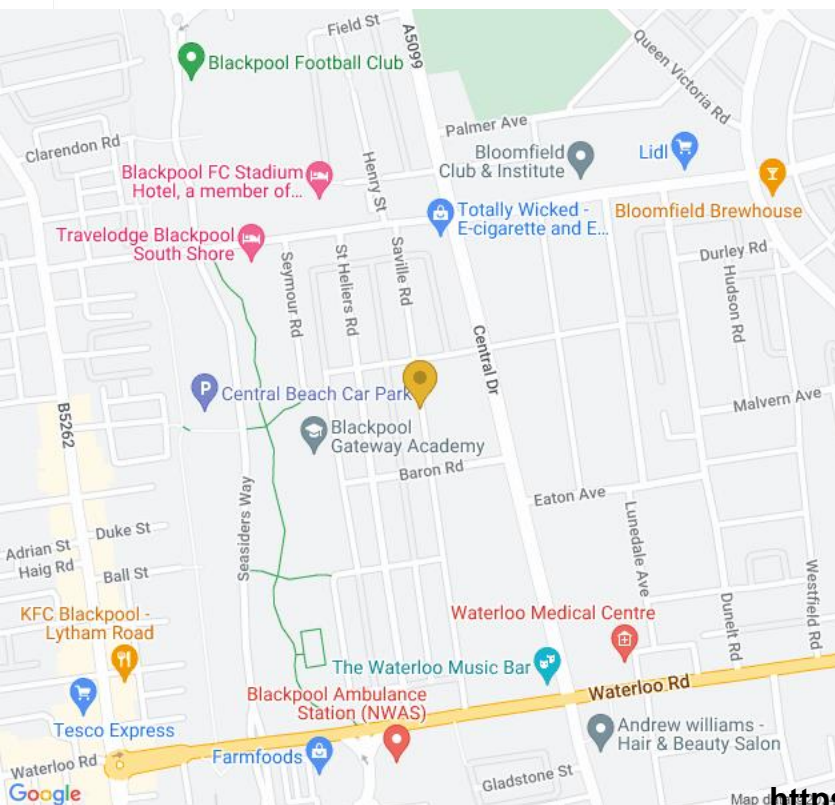 Field St
A5099
Blackpool Football Club
Queen Victoria Rd
Palmer Ave
Clarendon Rd
Bloomfield
Club & Institute
Lidl
Henry St
Blackpool FC Stadium
Hotel, a member of...
Bloomfield Brewhouse
Totally Wicked -
E-cigarette and E...
Travelodge Blackpool
South Shore
Seymour Rd
St Heliers Rd
Saville Rd
Durley Rd
Hudson Rd
Central Dr
P
Central Beach Car Park
Malvern Ave
B5262
Blackpool
Gateway Academy
Baron Rd
Eaton Ave
Seasiders Way
Lunedale Ave
Duke St
Adrian St
Haig Rd
Ball St
Westfield Rd
Dunelt Rd
KFC Blackpool -
Lytham Road
Waterloo Medical Centre
The Waterloo Music Bar
Waterloo Rd
Blackpool Ambulance
Station (NWAS)
Tesco Express
Andrew williams -
Hair & Beauty Salon
Farmfoods
Waterloo Rd
Gladstone St
Google
Map d
https